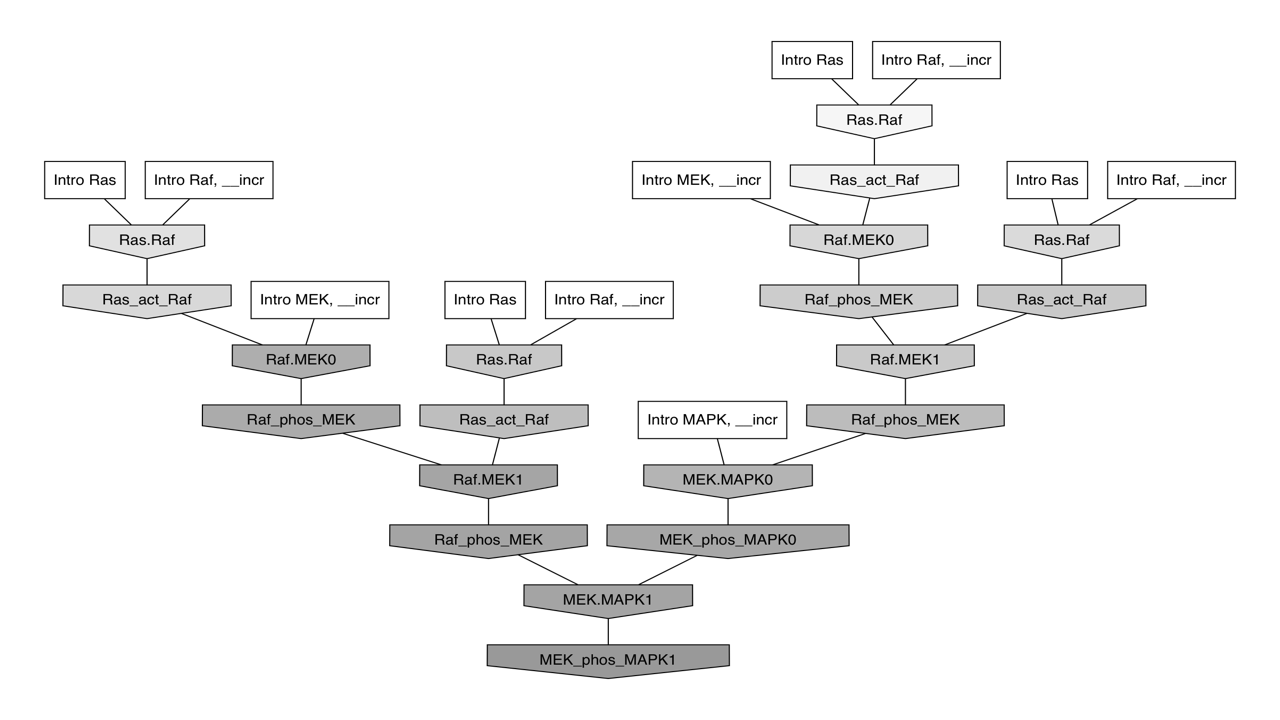 Intro Ras
Intro Raf, __incr
Ras.Raf
Intro Ras
Intro Raf, __incr
Intro MEK, __incr
Ras_act_Raf
Intro Ras
Intro Raf, __incr
Ras.Raf
Raf.MEK0
Ras.Raf
Ras_act_Raf
Intro MEK, __incr
Intro Ras
Intro Raf, __incr
Raf_phos_MEK
Ras_act_Raf
Raf.MEK0
Ras.Raf
Raf.MEK1
Raf_phos_MEK
Ras_act_Raf
Intro MAPK, __incr
Raf_phos_MEK
Raf.MEK1
MEK.MAPK0
Raf_phos_MEK
MEK_phos_MAPK0
MEK.MAPK1
MEK_phos_MAPK1